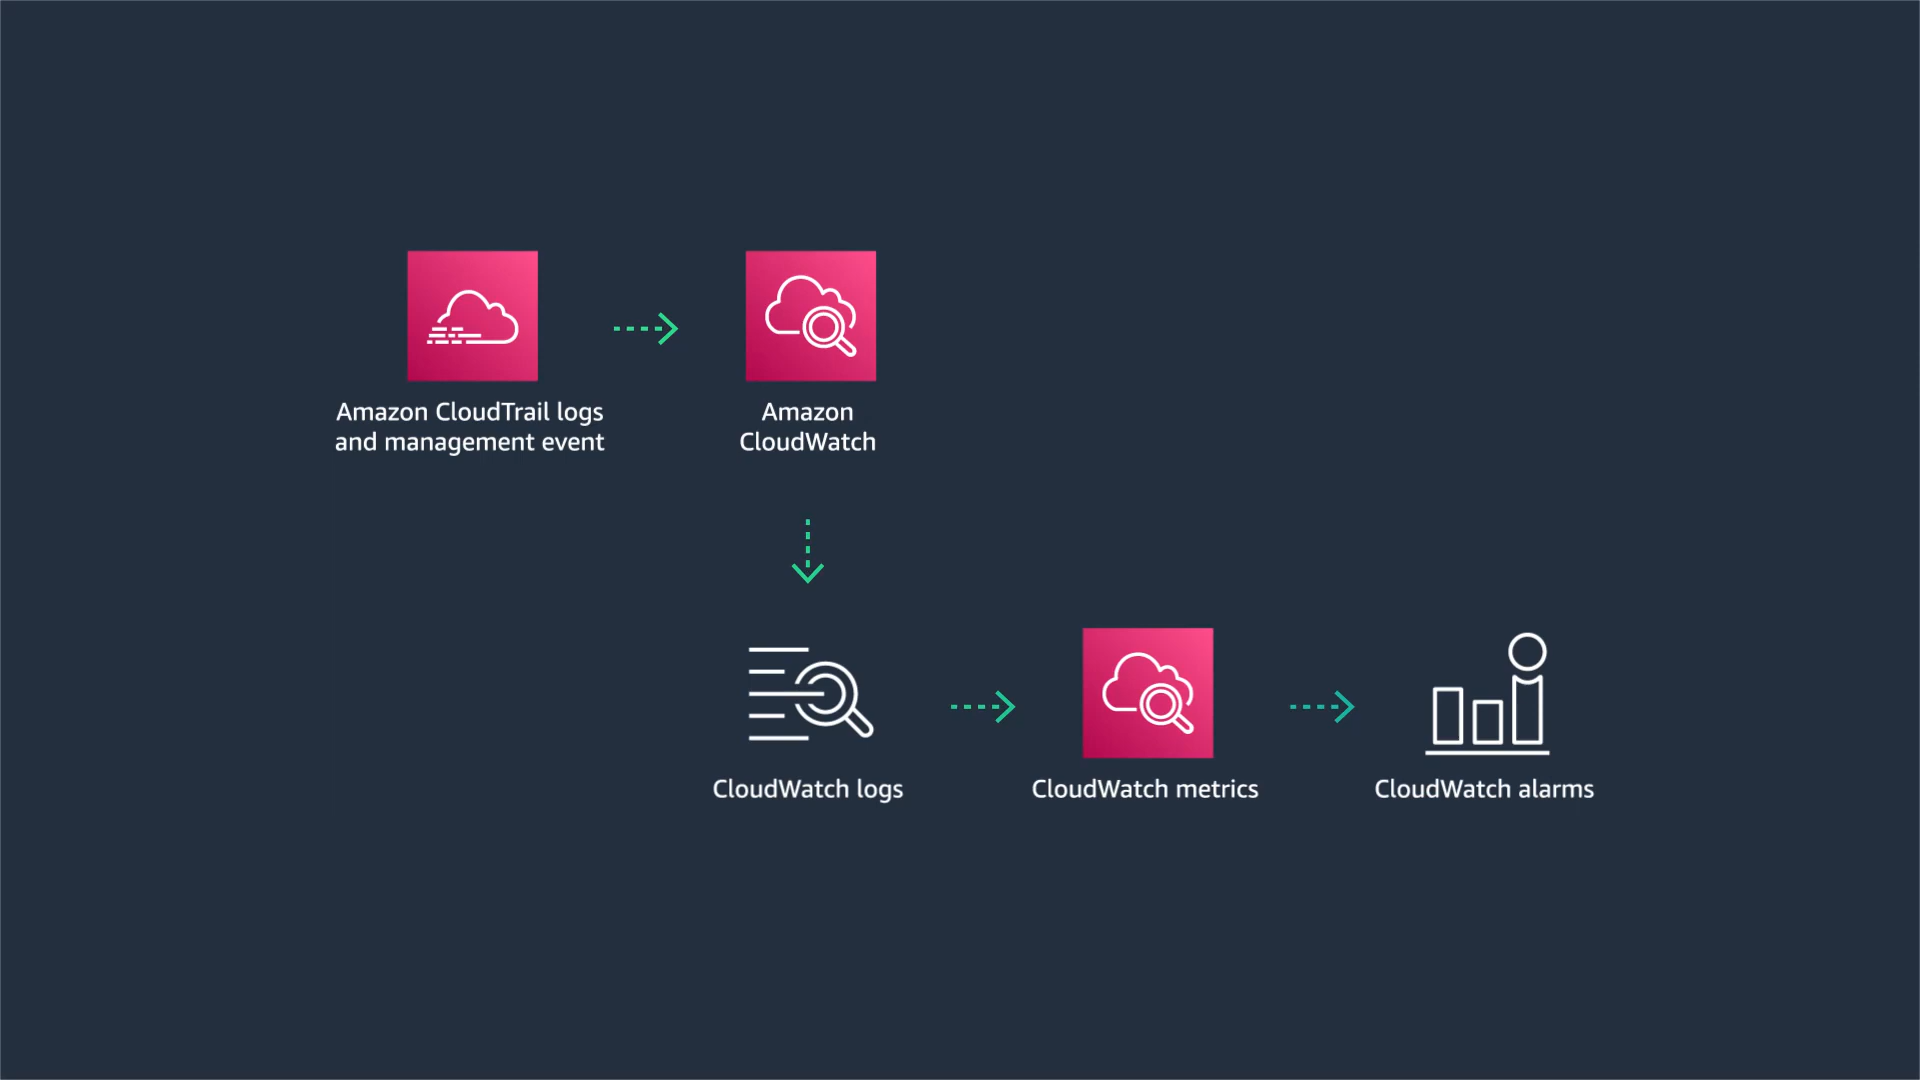 Amazon CloudTrail logs
and management event
Amazon
CloudWatch
CloudWatch logs
CloudWatch metrics
CloudWatch alarms